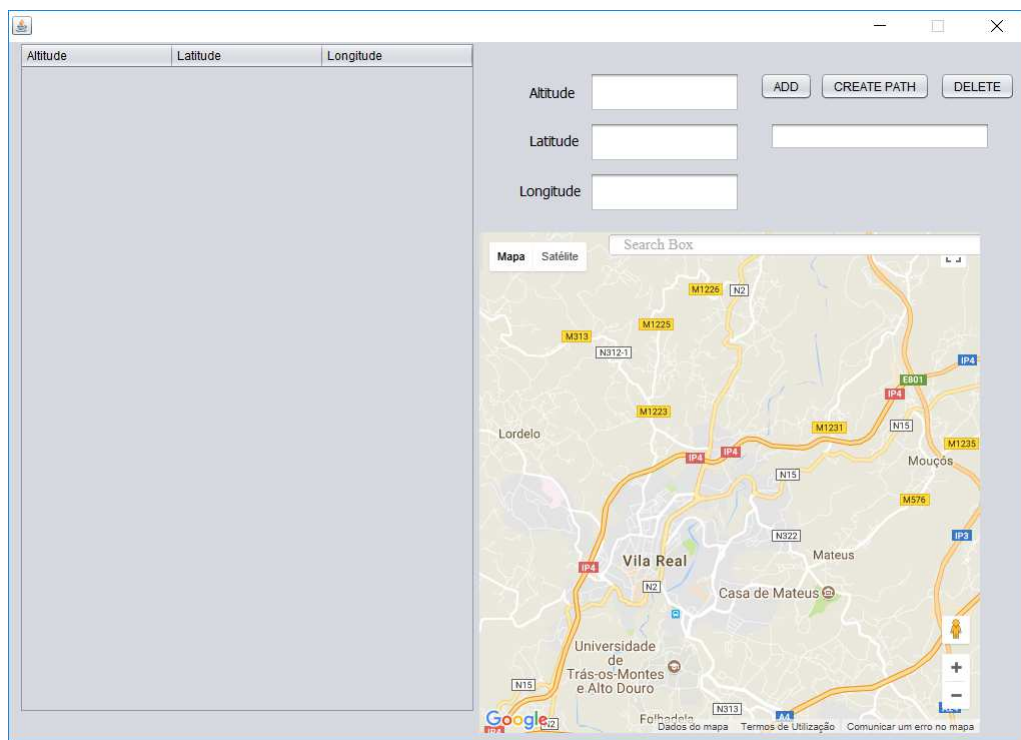 Altitude Latitude Longitude
Altitude
ADD
CREATE PATH
DELETE
Latitude
Longitude
Mapa Satélite
Search Box
M1226
N2
M1225
M313
N312-1
IP4
E801
IP4
M1223
M1231
N15
Lordelo
M1235
IP4
IP4
Mouçós
N15
M576
N322
IP3
Vila Real
Mateus
IP4
N2
Casa de Mateus
Universidade
de
Trás-os-Montes
e Alto Douro
N15
N313
Folhadela
A4
Google
Dados do mapa Termos de Utilização Comunicar um erro no mapa